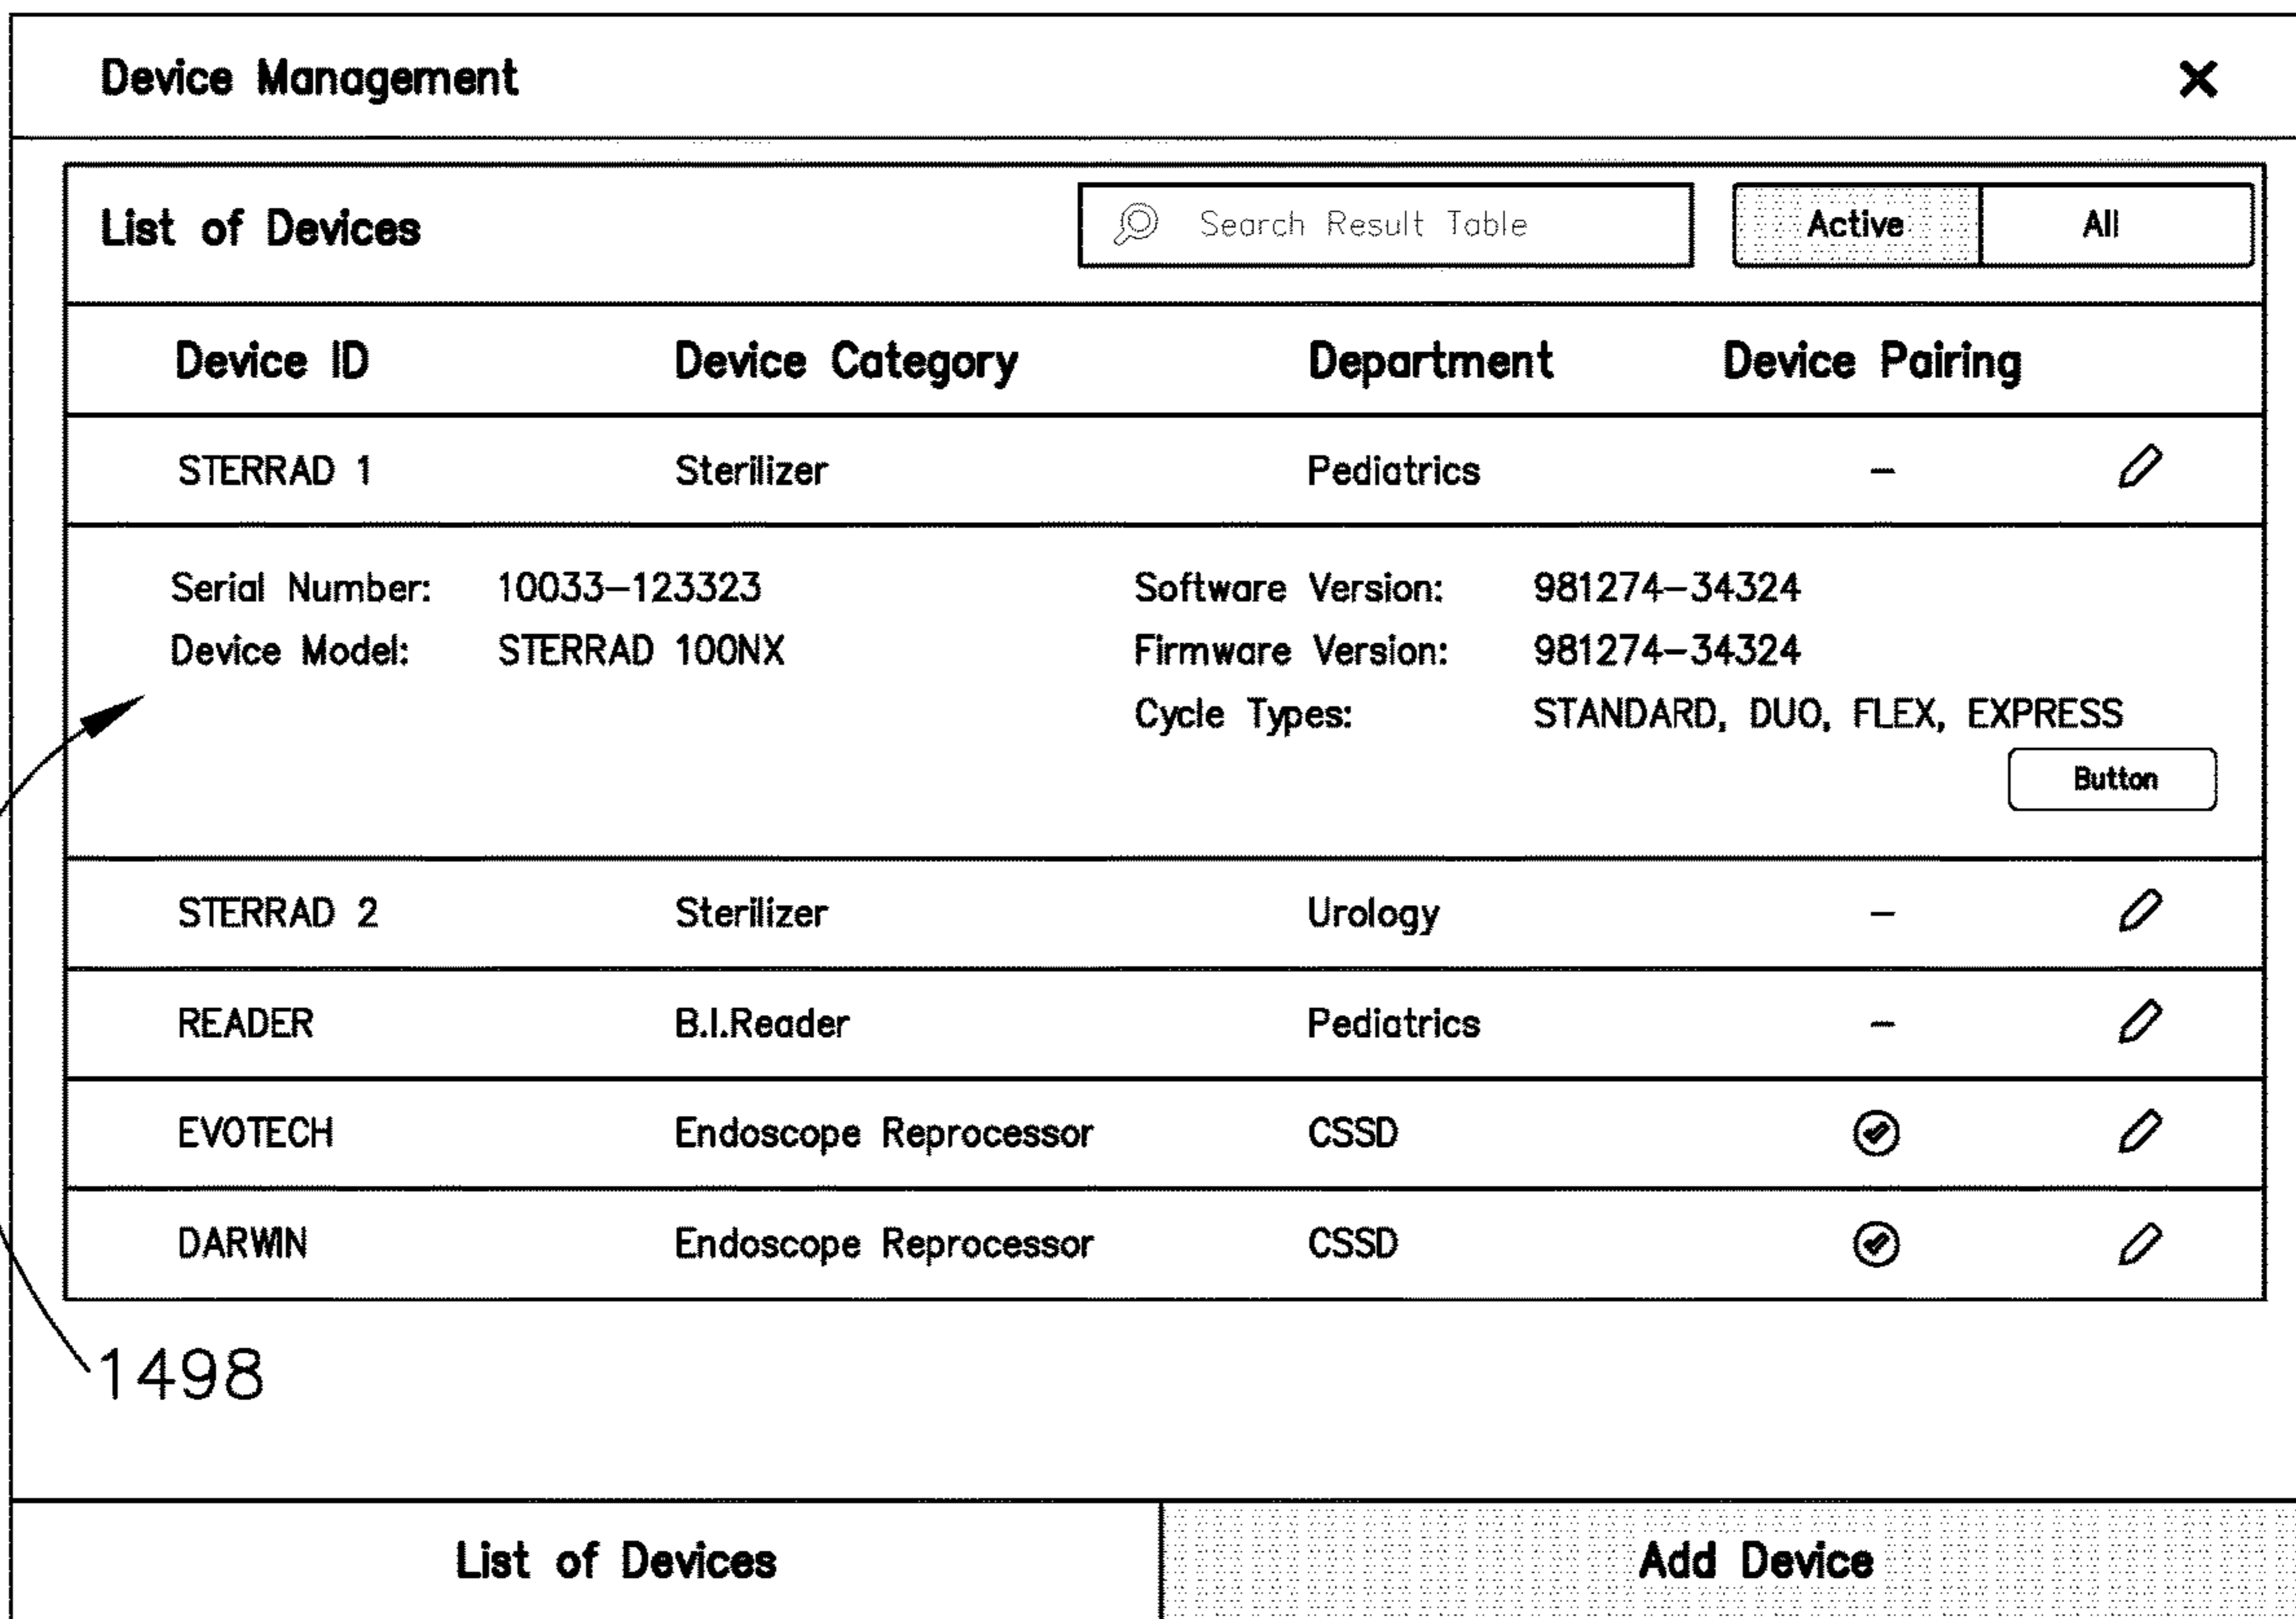 Device Management
List of Devices Search Result Table Active All
Device ID Device Category Department Device Pairing
STERRAD 1 Sterilizer Pediatrics –
Serial Number: 10033–123323 Software Version: 981274–34324
Device Model: STERRAD 100NX Firmware Version: 981274–34324
Cycle Types: STANDARD, DUO, FLEX, EXPRESS
Button
STERRAD 2 Sterilizer Urology –
READER B.I.Reader Pediatrics –
EVOTECH Endoscope Reprocessor CSSD
DARWIN Endoscope Reprocessor CSSD
1498
List of Devices Add Device